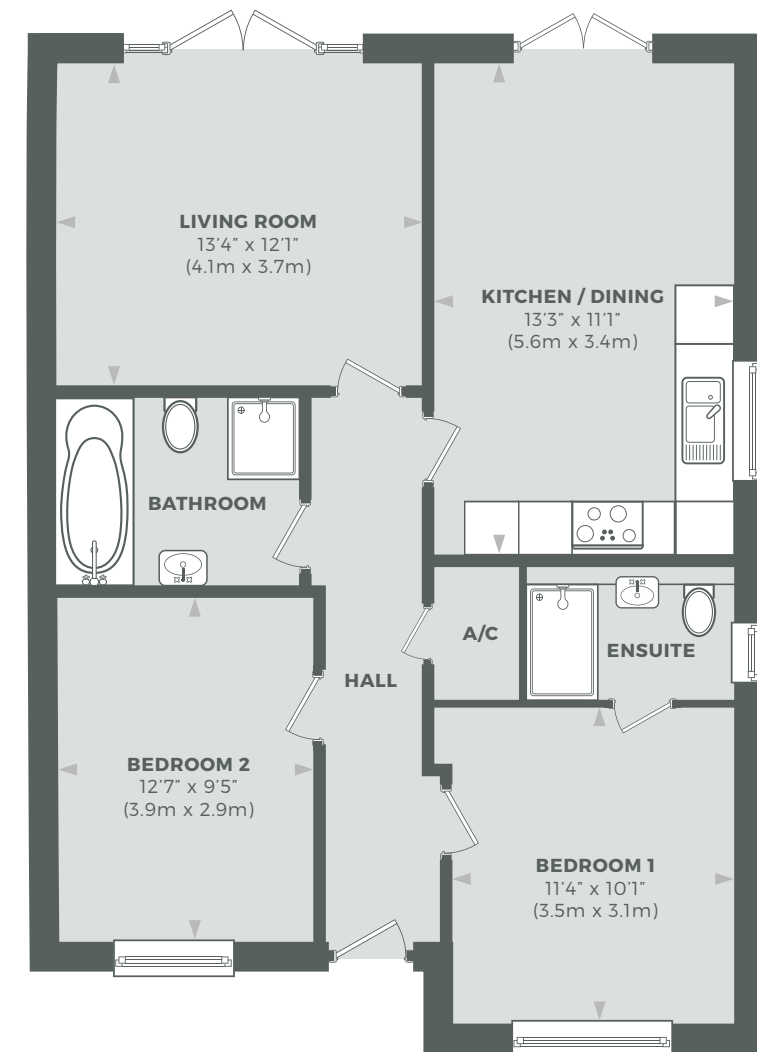 LIVING ROOM
13’4” x 12’1”
(4.1m x 3.7m)
KITCHEN / DINING
13’3” x 11’1”
(5.6m x 3.4m)
BATHROOM
A/C
ENSUITE
HALL
BEDROOM 2
12’7” x 9’5”
(3.9m x 2.9m)
BEDROOM 1
11’4” x 10’1”
(3.5m x 3.1m)